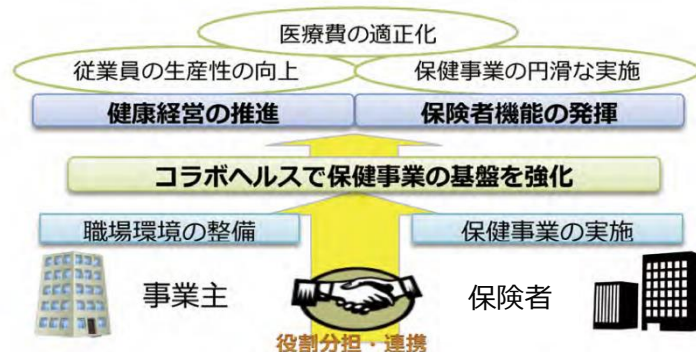 医療費の適正化
従業員の生産性の向上
保健事業の円滑な実施
健康経営の推進
保険者機能の発揮
コラボヘルスで保健事業の基盤を強化
職場環境の整備
保健事業の実施
事業主
保険者
役割分担・連携